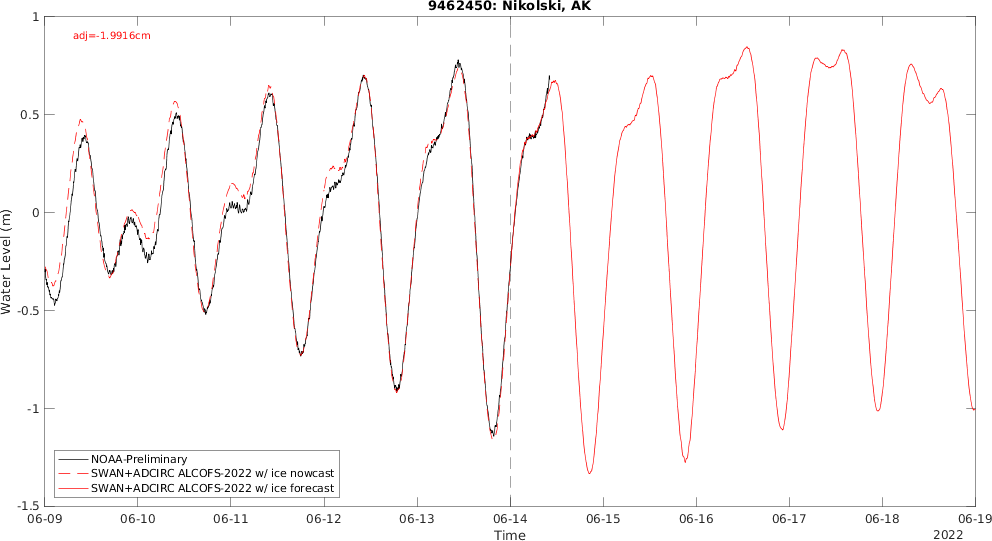 9462450: Nikolski, AK
adj=-1.9916cm
1
0.5
0
-0.5
-1
-1.5
Water Level (m)
NOAA-Preliminary
SWAN+ADCIRC ALCOFS-2022 w/ ice nowcast
SWAN+ADCIRC ALCOFS-2022 w/ ice forecast
06-09 06-10 06-11 06-12 06-13 06-14 06-15 06-16 06-17 06-18 06-19
Time
2022